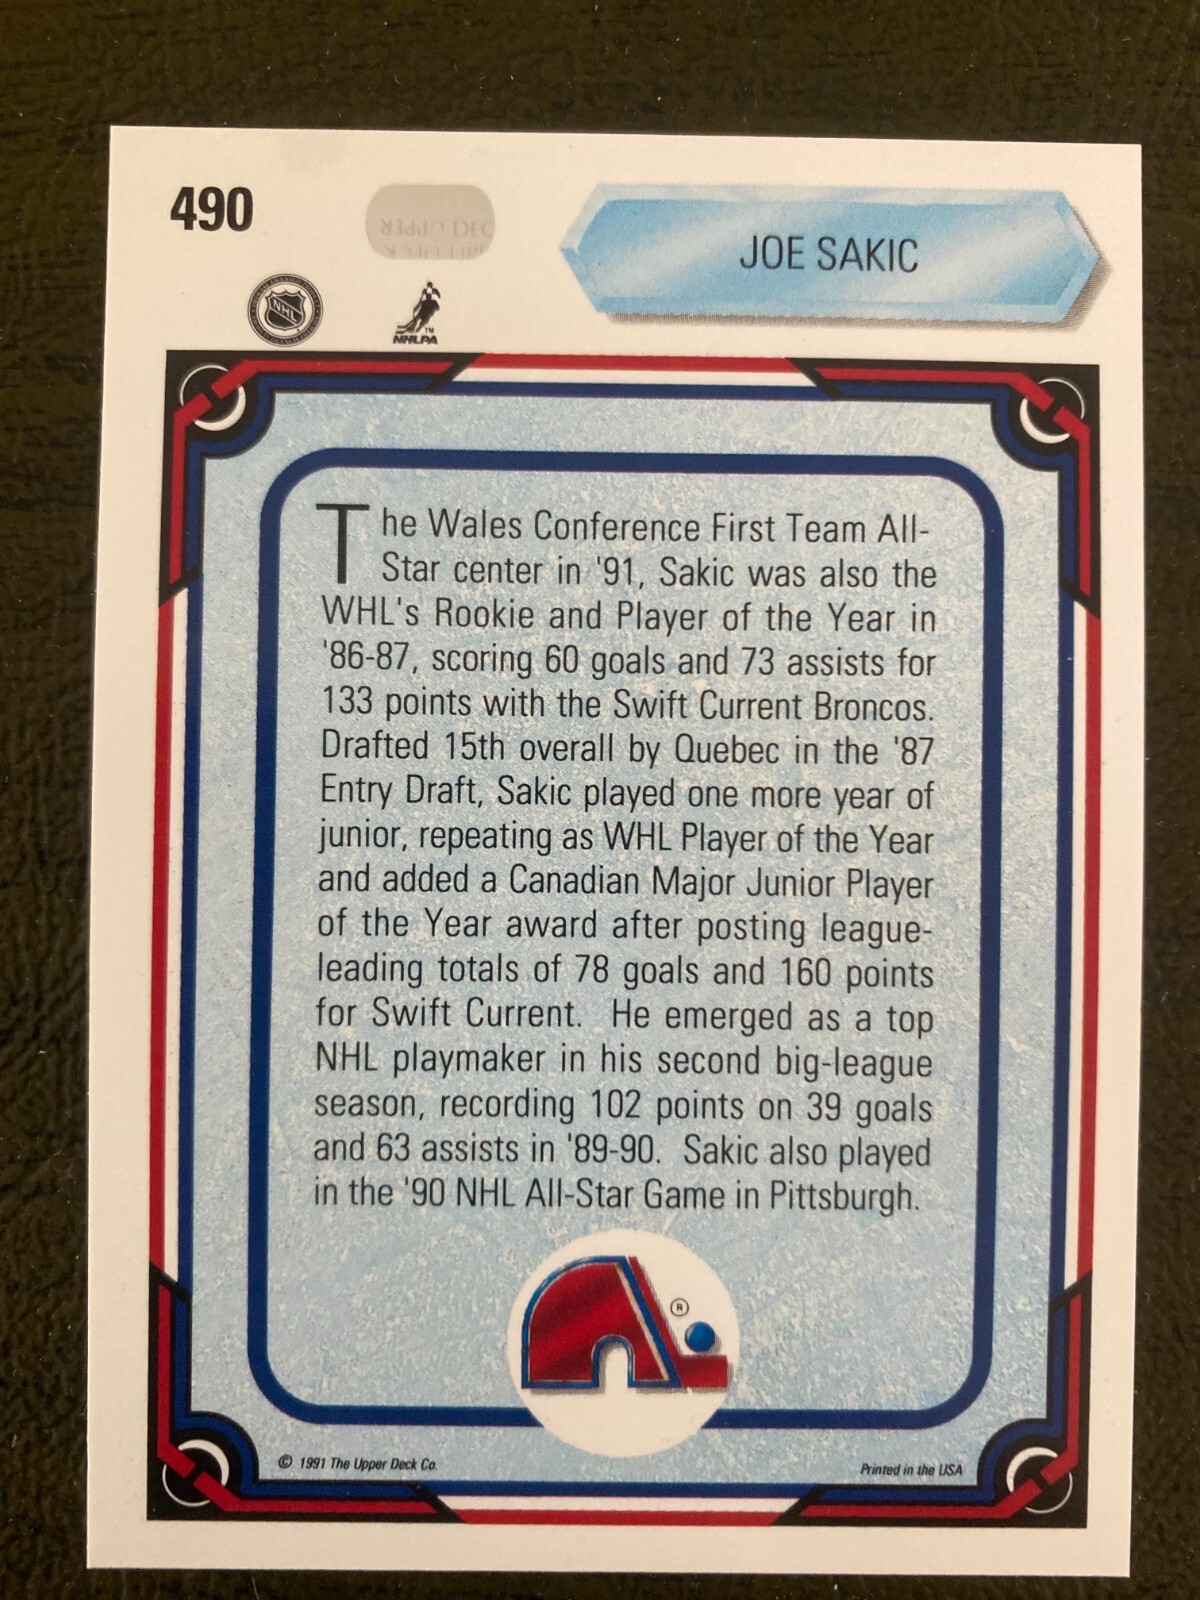 490
JOE SAKIC
NHL
NHLPA
TM
The Wales Conference First Team All-
Star center in '91, Sakic was also the
WHL's Rookie and Player of the Year in
'86-87, scoring 60 goals and 73 assists for
133 points with the Swift Current Broncos.
Drafted 15th overall by Quebec in the '87
Entry Draft, Sakic played one more year of
junior, repeating as WHL Player of the Year
and added a Canadian Major Junior Player
of the Year award after posting league-
leading totals of 78 goals and 160 points
for Swift Current. He emerged as a top
NHL playmaker in his second big-league
season, recording 102 points on 39 goals
and 63 assists in '89-90. Sakic also played
in the '90 NHL All-Star Game in Pittsburgh.
®
© 1991 The Upper Deck Co.
Printed in the USA